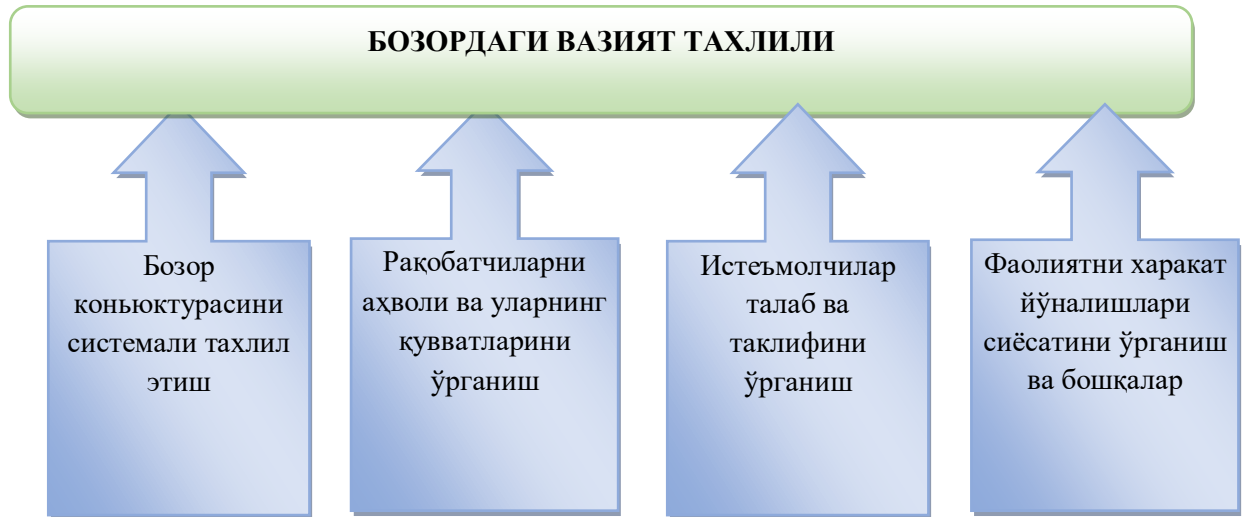 БОЗОРДАГИ ВАЗИЯТ ТАХЛИЛИ
Бозор
коньюктурасини
системали тахлил
этиш
Рақобатчиларни
аҳволи ва уларнинг
қувватларини
ўрганиш
Истеъмолчилар
талаб ва
таклифини
ўрганиш
Фаолиятни харакат
йўналишлари
сиёсатини ўрганиш
ва бошқалар